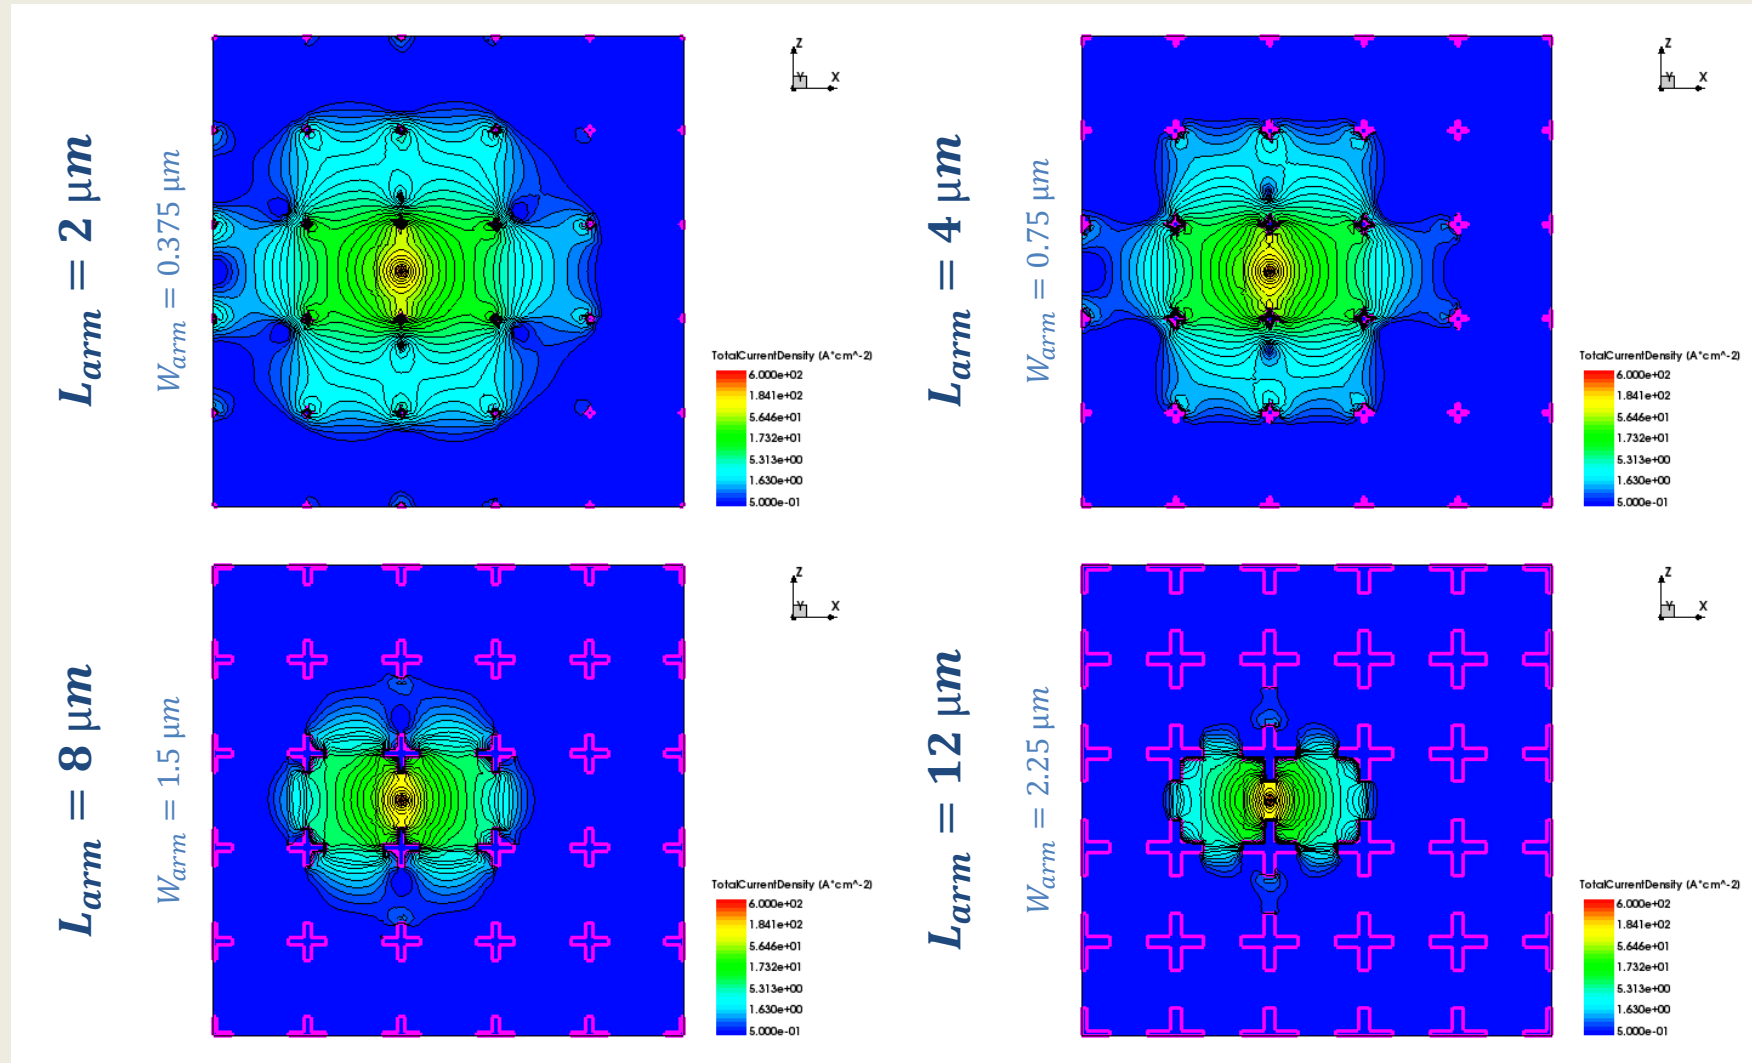 L_arm = 2 μm
W_arm = 0.375 μm
Z
Y
X
TotalCurrentDensity (A*cm^-2)
6.000e+02
1.841e+02
5.646e+01
1.732e+01
5.313e+00
1.630e+00
5.000e-01
L_arm = 4 μm
W_arm = 0.75 μm
Z
Y
X
TotalCurrentDensity (A*cm^-2)
6.000e+02
1.841e+02
5.646e+01
1.732e+01
5.313e+00
1.630e+00
5.000e-01
L_arm = 8 μm
W_arm = 1.5 μm
Z
Y
X
TotalCurrentDensity (A*cm^-2)
6.000e+02
1.841e+02
5.646e+01
1.732e+01
5.313e+00
1.630e+00
5.000e-01
L_arm = 12 μm
W_arm = 2.25 μm
Z
Y
X
TotalCurrentDensity (A*cm^-2)
6.000e+02
1.841e+02
5.646e+01
1.732e+01
5.313e+00
1.630e+00
5.000e-01